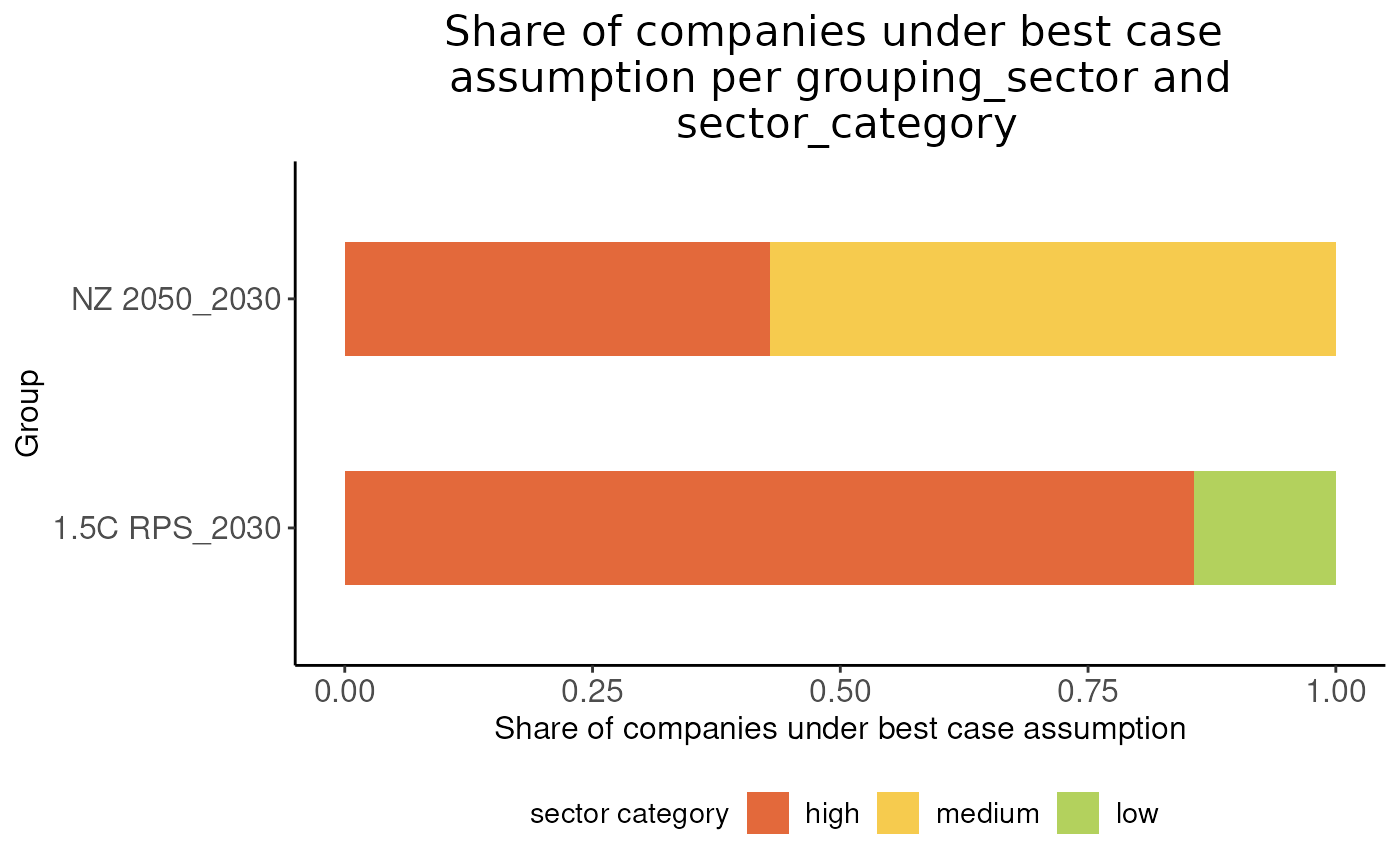 Share of companies under best case
assumption per grouping_sector and
sector_category
Group
NZ 2050_2030
1.5C RPS_2030
0.00 0.25 0.50 0.75 1.00
Share of companies under best case assumption
sector category high medium low